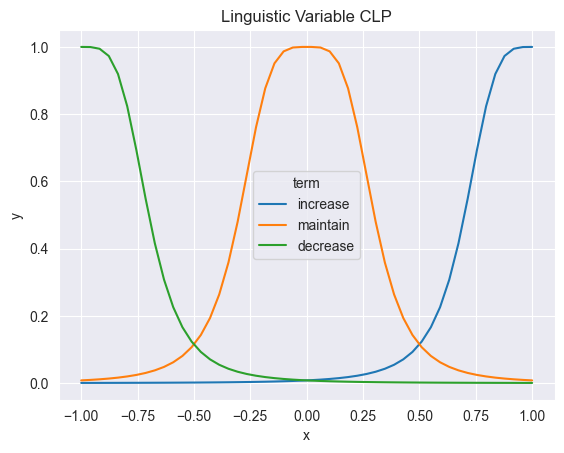 Linguistic Variable CLP
1.0
0.8
0.6
0.4
0.2
0.0
y
term
increase
maintain
decrease
−1.00 −0.75 −0.50 −0.25 0.00 0.25 0.50 0.75 1.00
x